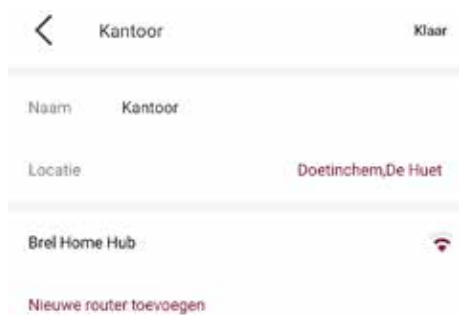 Kantoor Klaar
Naam Kantoor
Locatie Doetinchem,De Huet
Brel Home Hub
Nieuwe router toevoegen